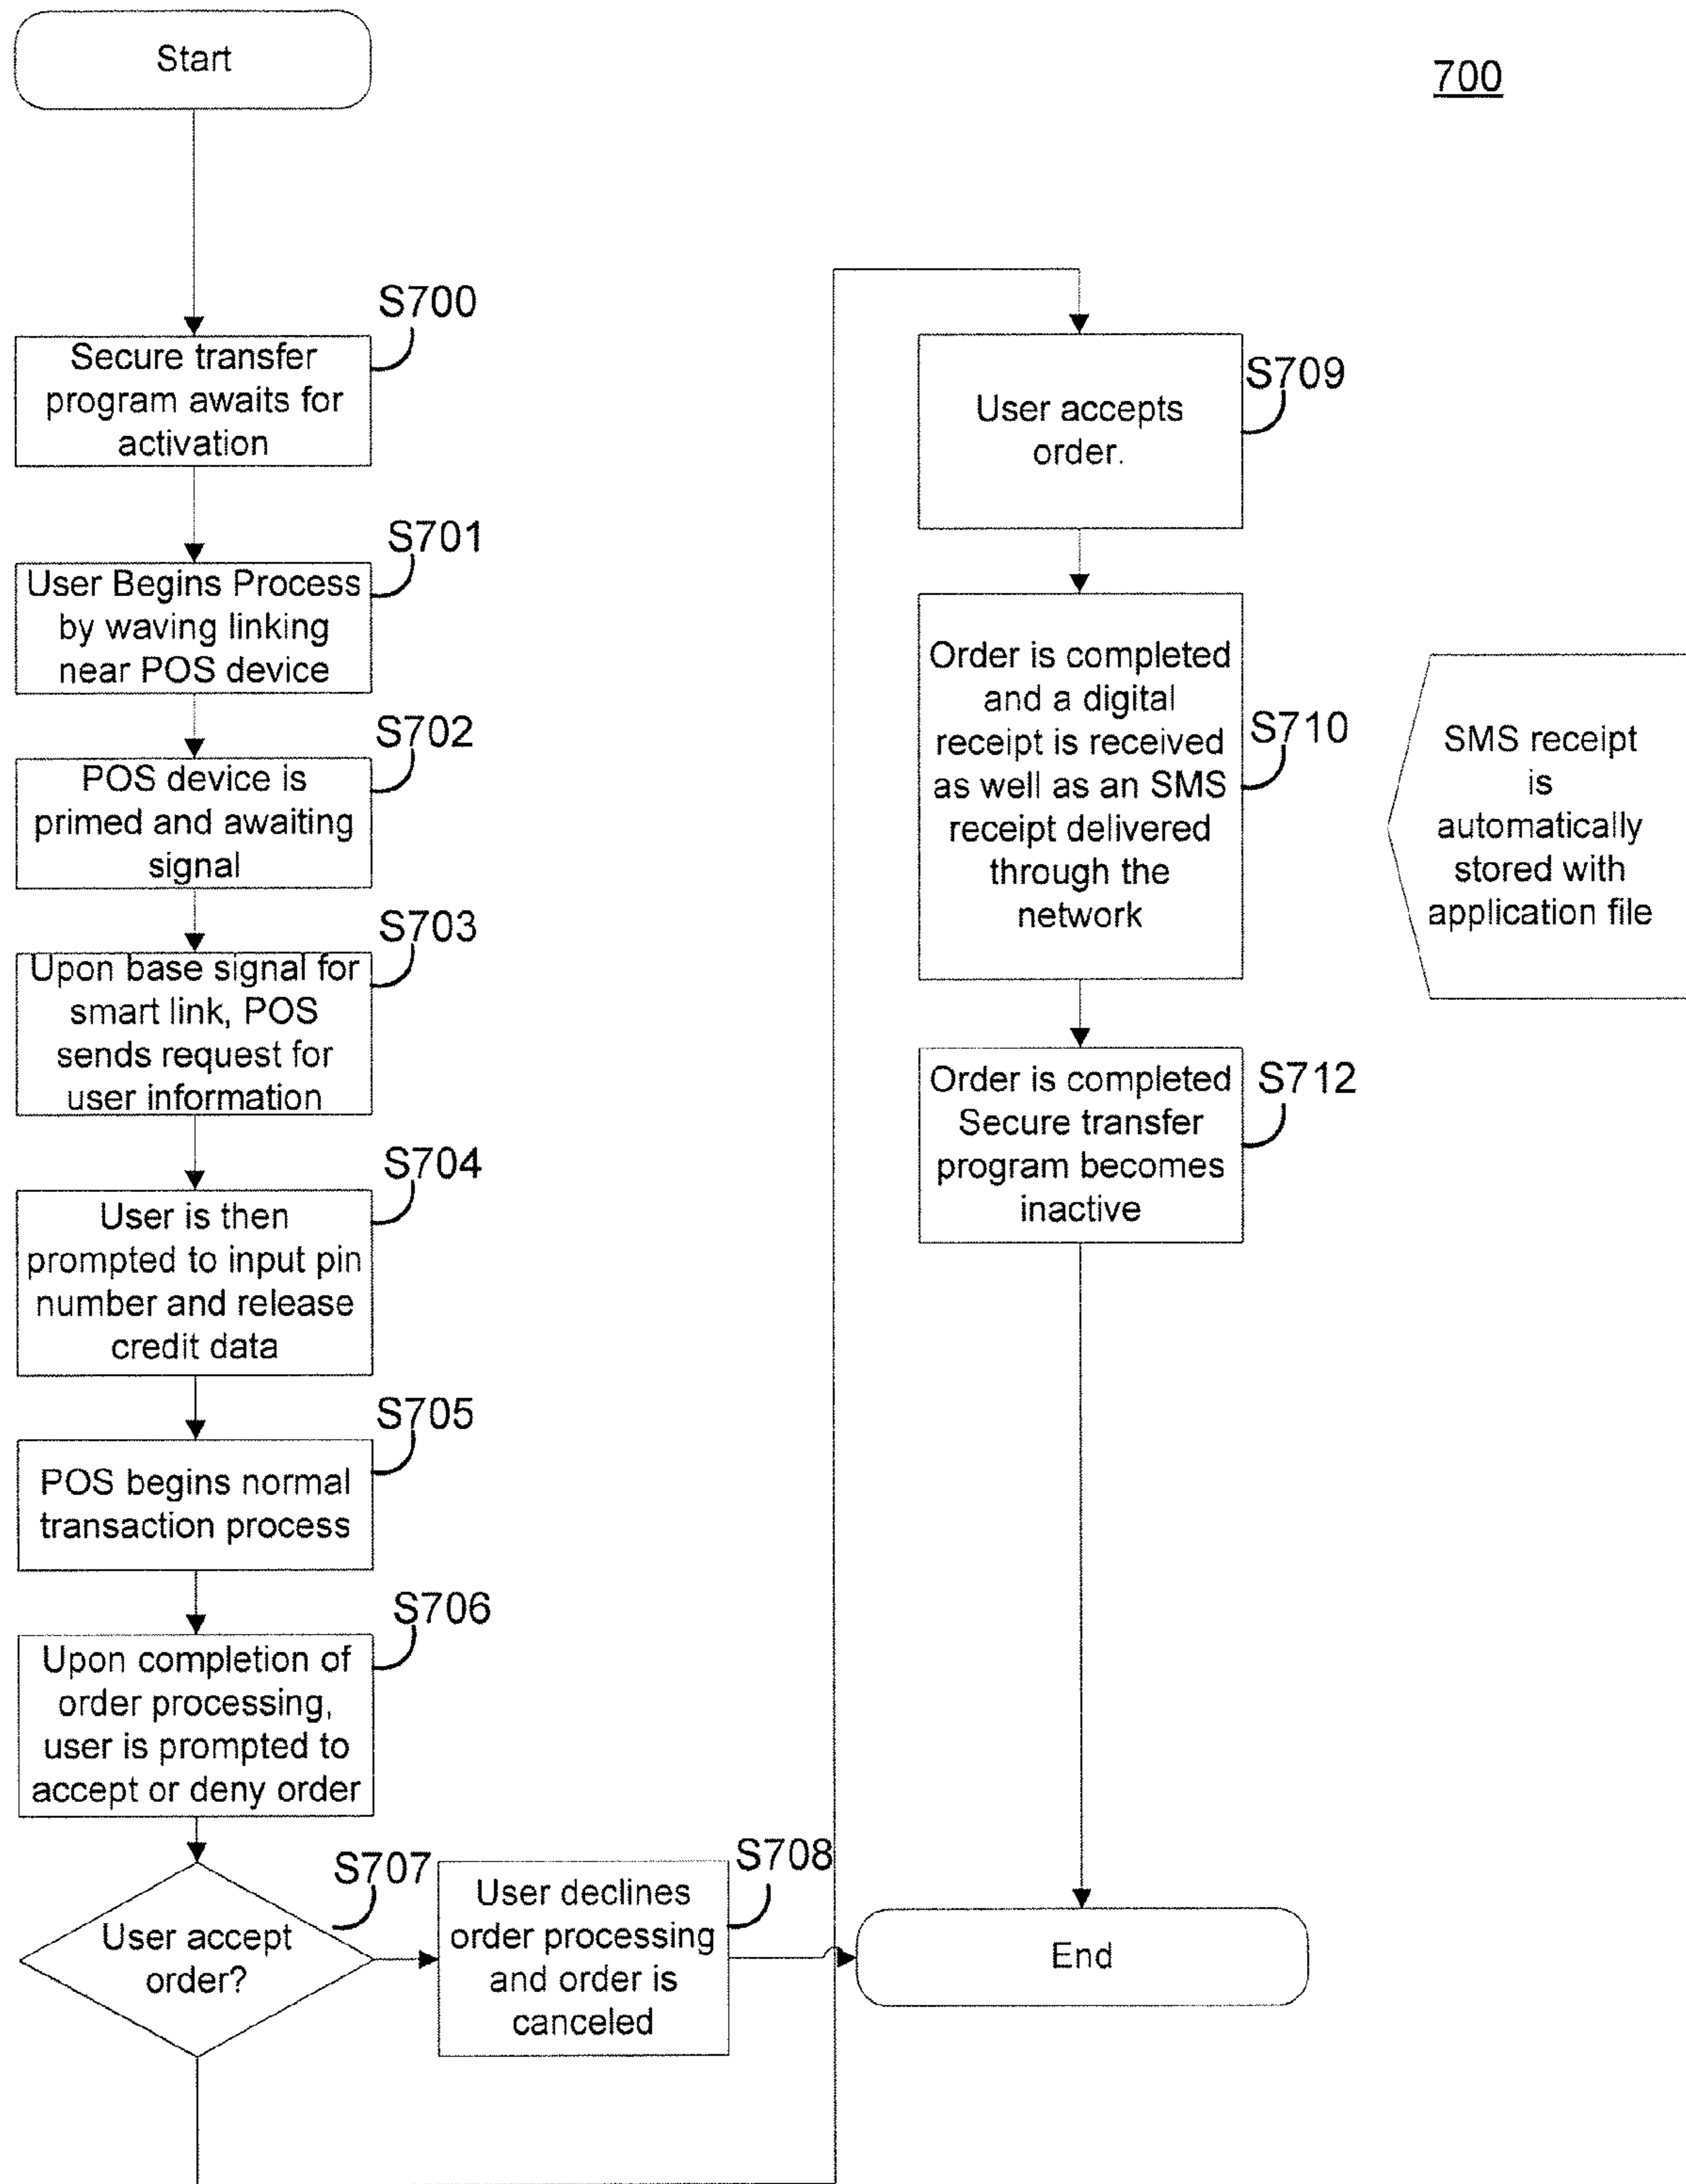 Start
700
S700
Secure transfer
program awaits for
activation
S701
User Begins Process
by waving linking
near POS device
S702
POS device is
primed and awaiting
signal
S703
Upon base signal for
smart link, POS
sends request for
user information
S704
User is then
prompted to input pin
number and release
credit data
S705
POS begins normal
transaction process
S706
Upon completion of
order processing,
user is prompted to
accept or deny order
S707
User accept
order?
S708
User declines
order processing
and order is
canceled
S709
User accepts
order.
S710
Order is completed
and a digital
receipt is received
as well as an SMS
receipt delivered
through the
network
SMS receipt
is
automatically
stored with
application file
S712
Order is completed
Secure transfer
program becomes
inactive
End